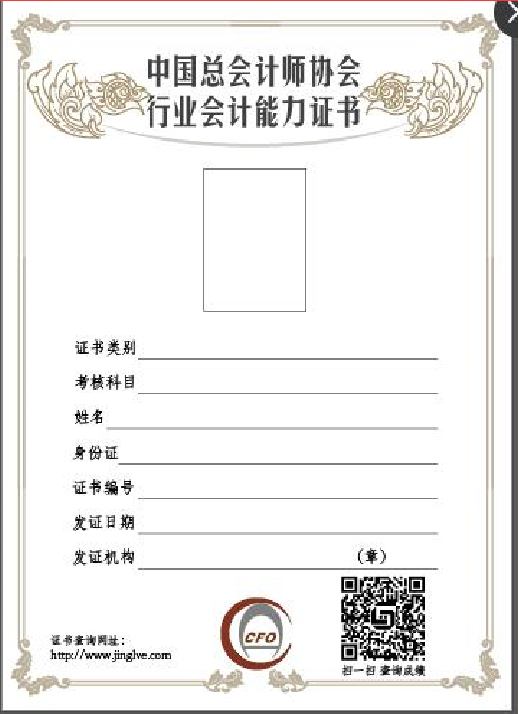 中国总会计师协会
行业会计能力证书
证书类别
考核科目
姓名
身份证
证书编号
发证日期
发证机构 （章）
CFO
证书查询网址：
http://www.jinglve.com
扫一扫 查询成绩